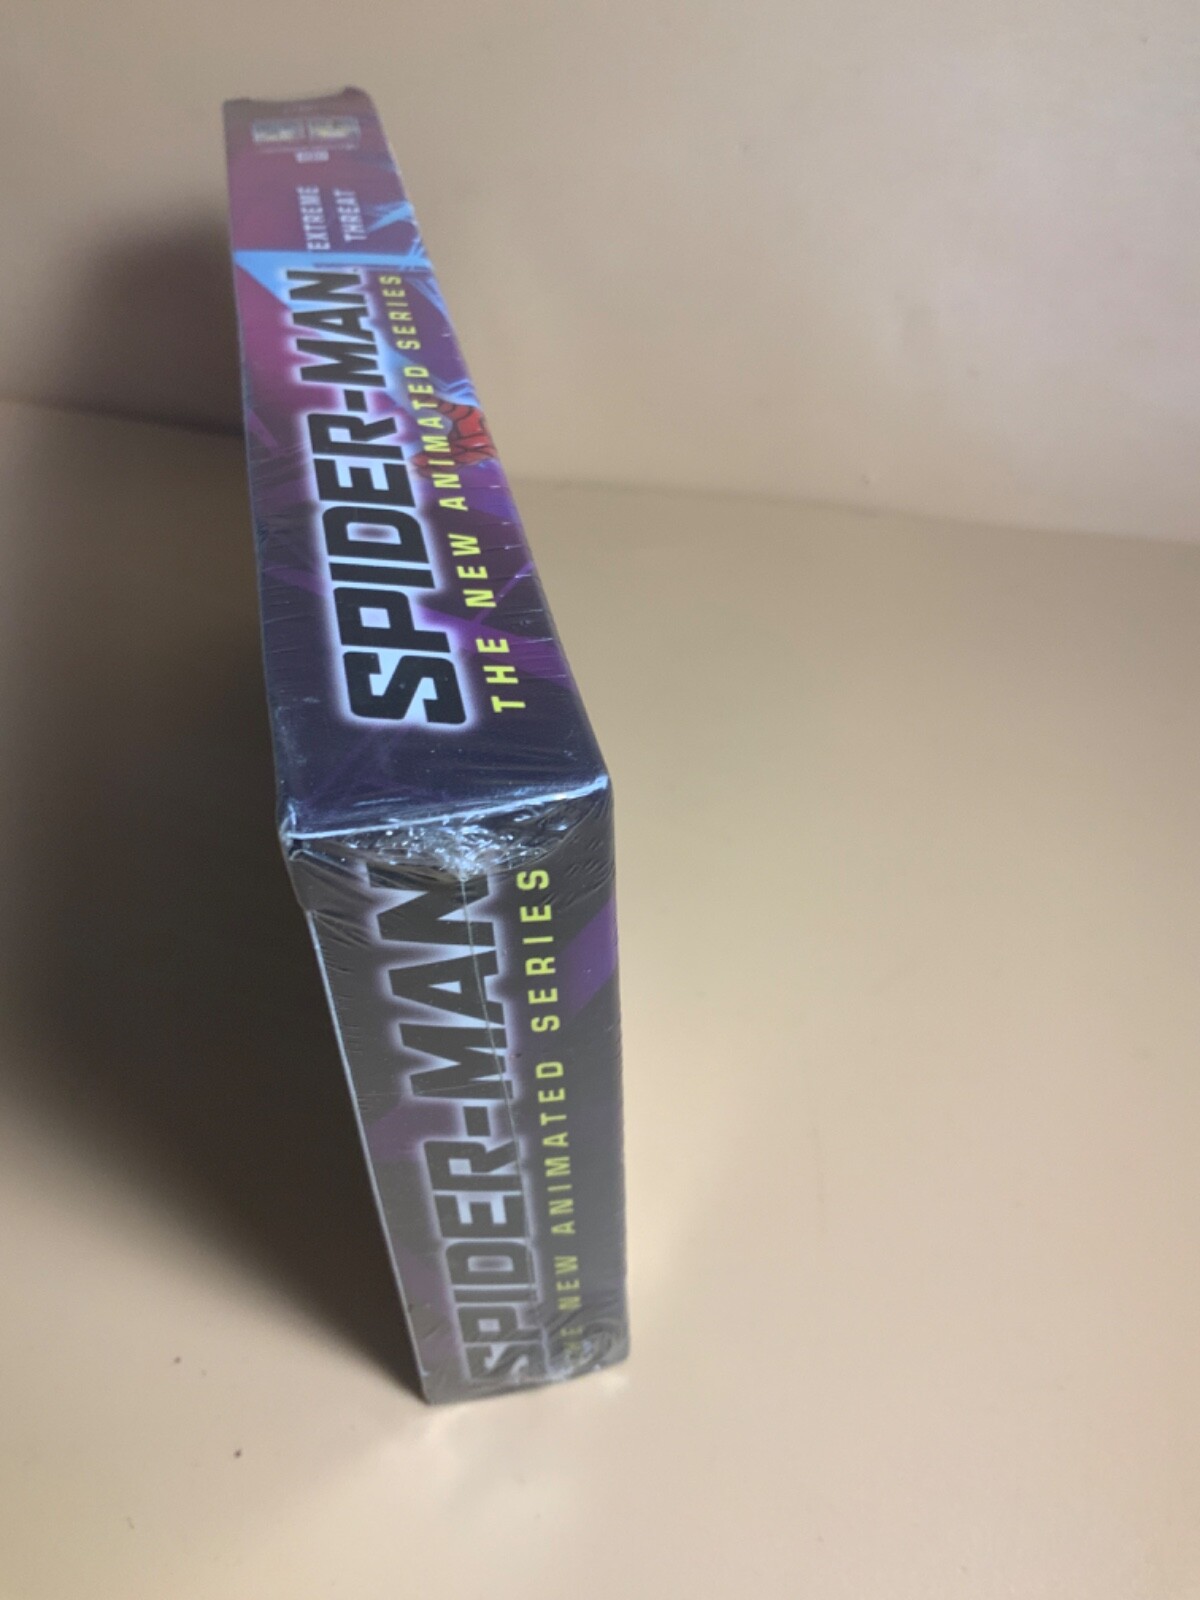 EXTREME
THREAT
SPIDER-MAN
THE NEW ANIMATED SERIES
SPIDER-MAN
THE NEW ANIMATED SERIES